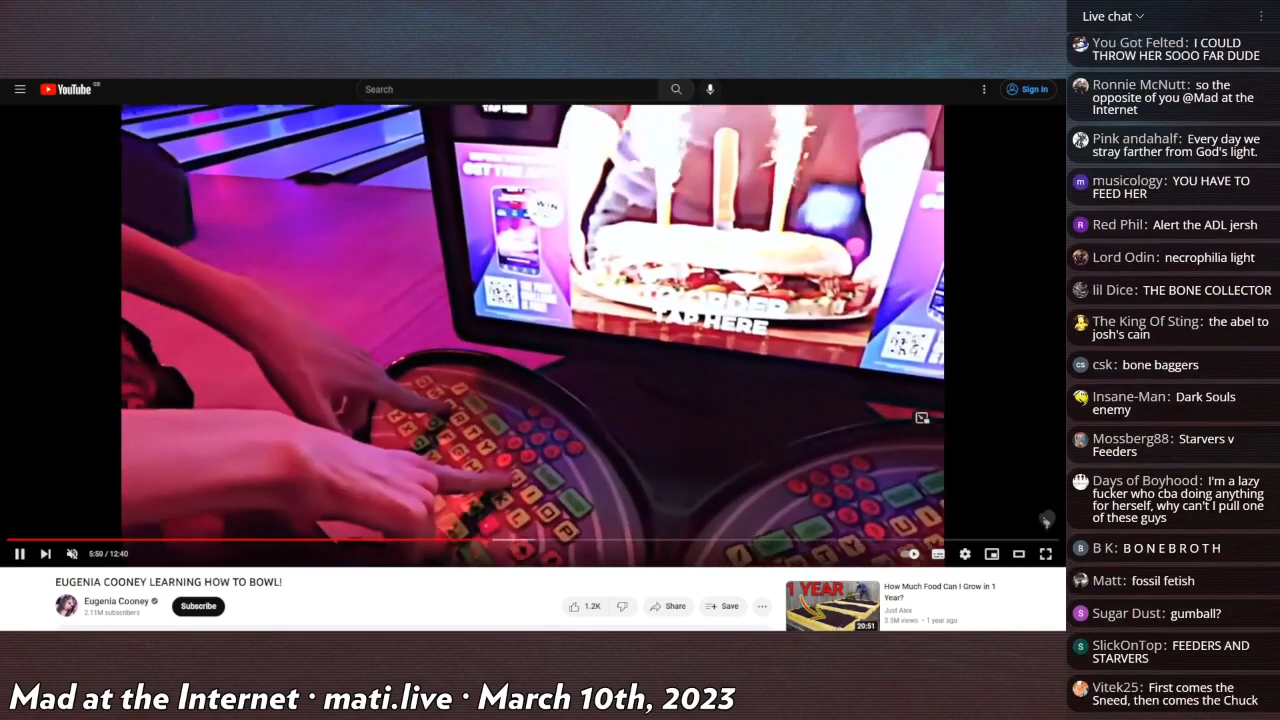 Live chat
You Got Felted: I COULD
THROW HER SOOO FAR DUDE
Ronnie McNutt: so the
opposite of you @Mad at the
Internet
Pink andahalf: Every day we
stray farther from God's light.
musicology: YOU HAVE TO
FEED HER
Red Phil: Alert the ADL jersh
Lord Odin: necrophilia light
lil Dice: THE BONE COLLECTOR
The King Of Sting: the abel to
josh's cain
csk: bone baggers
Insane-Man: Dark Souls
enemy
Mossberg88: Starvers v
Feeders
Days of Boyhood: I'm a lazy
fucker who cba doing anything
for herself, why can't I pull one
of these guys
B K: B O N E B R O T H
Matt: fossil fetish
Sugar Dust: gumball?
SlickOnTop: FEEDERS AND
STARVERS
Vitek25: First comes the
Sneed, then comes the Chuck
YouTube GB
Search
Sign in
TAP HERE
WIN
TO ORDER
TAP HERE
5:50 / 12:40
EUGENIA COONEY LEARNING HOW TO BOWL!
Eugenia Cooney
2.11M subscribers
Subscribe
1.2K
Share
Save
1 YEAR
20:51
How Much Food Can I Grow in 1
Year?
Just Alex
3.5M views • 1 year ago
Mad at the Internet · mati.live · March 10th, 2023